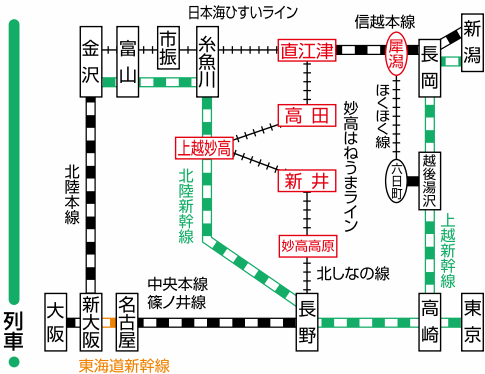 日本海ひすいライン
信越本線
金沢
富山
市振
糸魚川
直江津
犀潟
長岡
新潟
高田
ほくほく線
妙高はねうまライン
上越妙高
新井
六日町
越後湯沢
北陸本線
北陸新幹線
上越新幹線
妙高高原
北しなの線
中央本線
篠ノ井線
大阪
新大阪
名古屋
長野
高崎
東京
列車
東海道新幹線